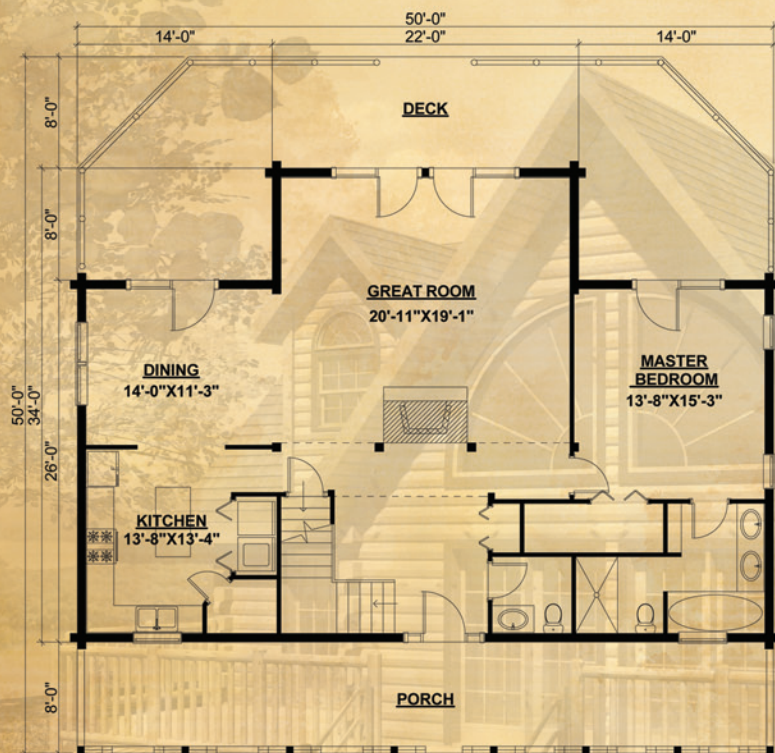 50'-0"
14'-0"
22'-0"
14'-0"
8'-0"
DECK
8'-0"
GREAT ROOM
20'-11"X19'-1"
DINING
14'-0"X11'-3"
MASTER
BEDROOM
13'-8"X15'-3"
50'-0"
34'-0"
26'-0"
KITCHEN
13'-8"X13'-4"
8'-0"
PORCH